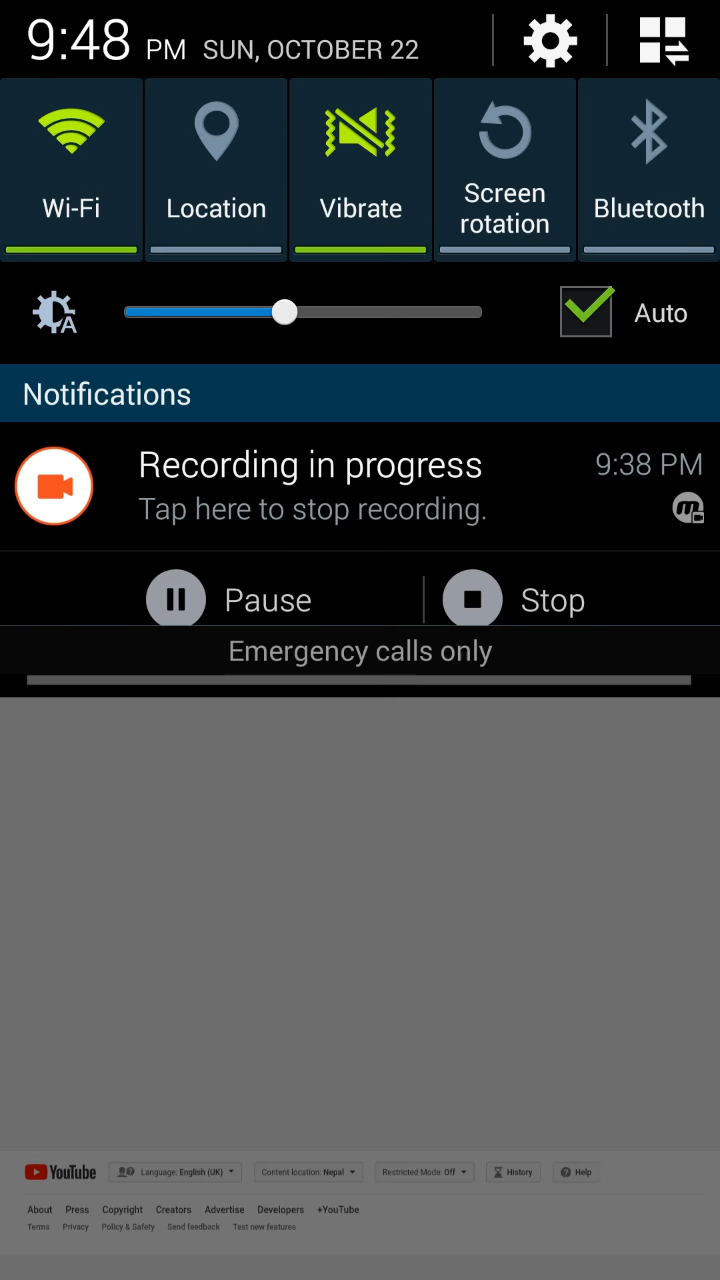 9:48 PM SUN, OCTOBER 22
Wi-Fi
Location
Vibrate
Screen
rotation
Bluetooth
A
Auto
Notifications
Recording in progress
9:38 PM
Tap here to stop recording.
m
Pause
Stop
Emergency calls only
YouTube
Language: English (UK)
Content location: Nepal
Restricted Mode: Off
History
? Help
About Press Copyright Creators Advertise Developers +YouTube
Terms Privacy Policy & Safety Send feedback Test new features